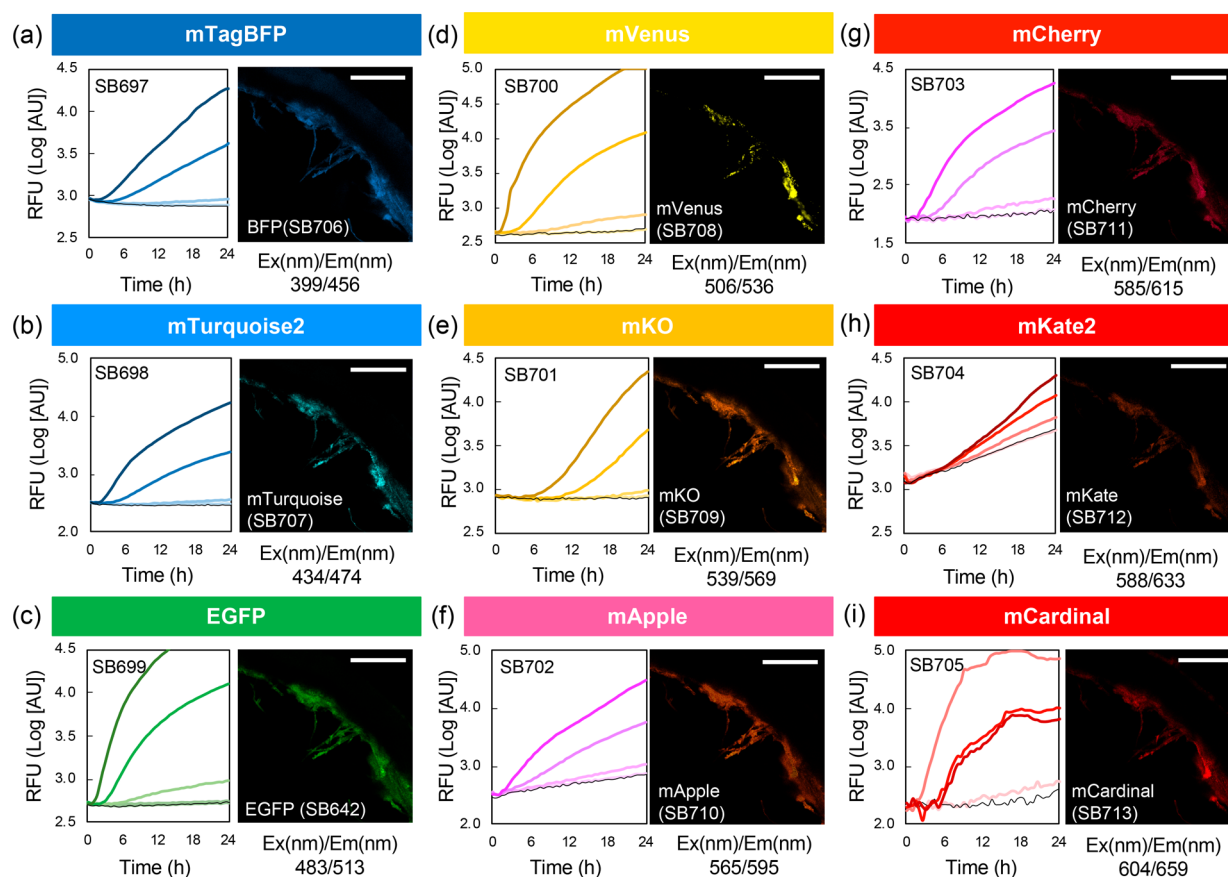 (a) mTagBFP
RFU (Log [AU])
4.5
4.0
3.5
3.0
2.5
SB697
0 6 12 18 24
Time (h)
BFP(SB706)
Ex(nm)/Em(nm)
399/456
(b) mTurquoise2
RFU (Log [AU])
5.0
4.0
3.0
2.0
SB698
0 6 12 18 24
Time (h)
mTurquoise
(SB707)
Ex(nm)/Em(nm)
434/474
(c) EGFP
RFU (Log [AU])
4.5
4.0
3.5
3.0
2.5
SB699
0 6 12 18 24
Time (h)
EGFP (SB642)
Ex(nm)/Em(nm)
483/513
(d) mVenus
RFU (Log [AU])
5.0
4.5
4.0
3.5
3.0
2.5
SB700
0 6 12 18 24
Time (h)
mVenus
(SB708)
Ex(nm)/Em(nm)
506/536
(e) mKO
RFU (Log [AU])
4.5
4.0
3.5
3.0
2.5
SB701
0 6 12 18 24
Time (h)
mKO
(SB709)
Ex(nm)/Em(nm)
539/569
(f) mApple
RFU (Log [AU])
5.0
4.0
3.0
2.0
SB702
0 6 12 18 24
Time (h)
mApple
(SB710)
Ex(nm)/Em(nm)
565/595
(g) mCherry
RFU (Log [AU])
4.5
3.5
2.5
1.5
SB703
0 6 12 18 24
Time (h)
mCherry
(SB711)
Ex(nm)/Em(nm)
585/615
(h) mKate2
RFU (Log [AU])
4.5
4.0
3.5
3.0
2.5
SB704
0 6 12 18 24
Time (h)
mKate
(SB712)
Ex(nm)/Em(nm)
588/633
(i) mCardinal
RFU (Log [AU])
5.0
4.0
3.0
2.0
SB705
0 6 12 18 24
Time (h)
mCardinal
(SB713)
Ex(nm)/Em(nm)
604/659